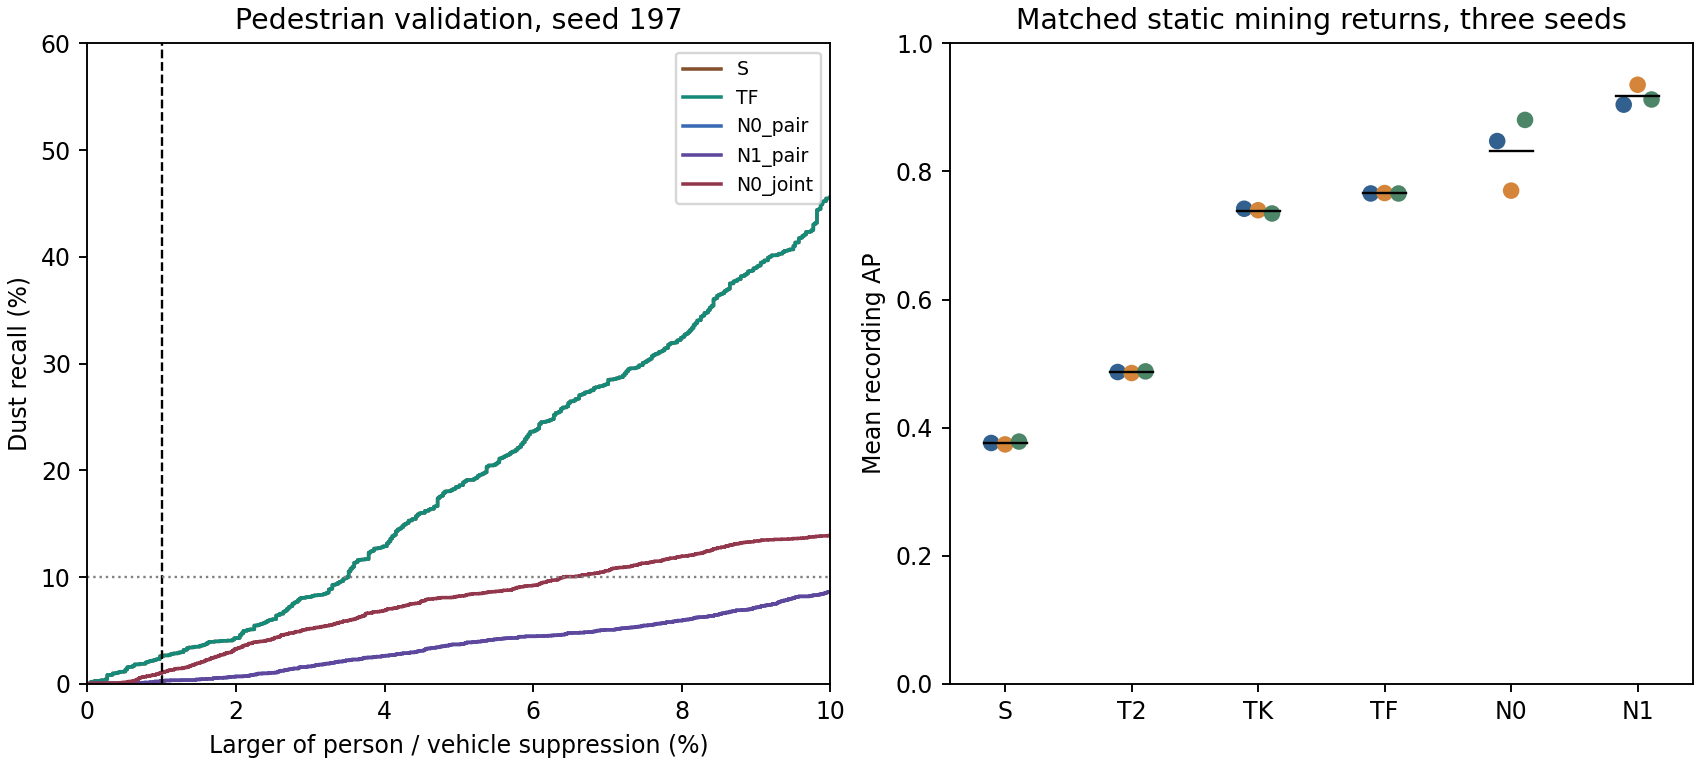 Pedestrian validation, seed 197
60
50
40
30
20
10
0
Dust recall (%)
S
TF
N0_pair
N1_pair
N0_joint
0
2
4
6
8
10
Larger of person / vehicle suppression (%)
Matched static mining returns, three seeds
1.0
0.8
0.6
0.4
0.2
0.0
Mean recording AP
S
T2
TK
TF
N0
N1